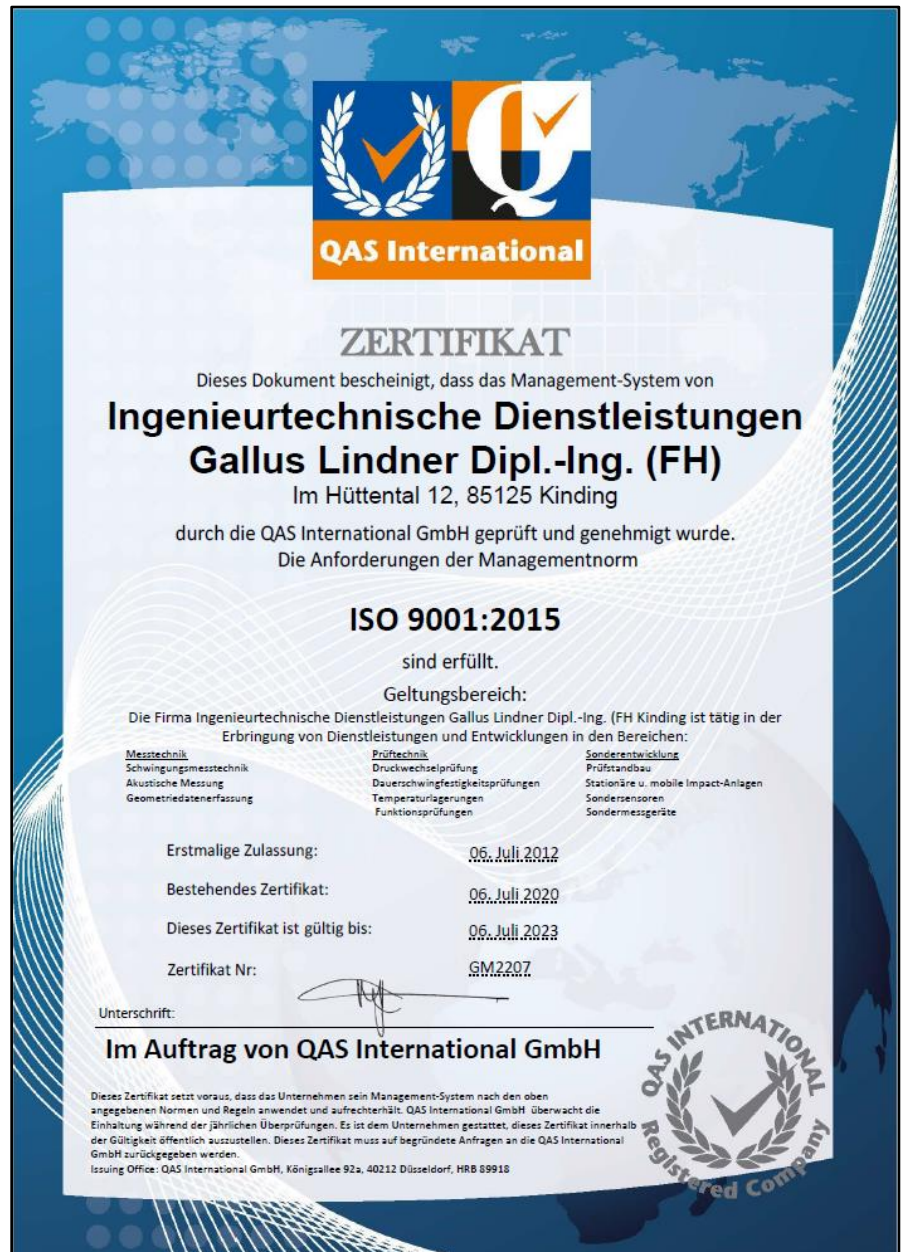 QAS International
ZERTIFIKAT
Dieses Dokument bescheinigt, dass das Management-System von
Ingenieurtechnische Dienstleistungen
Gallus Lindner Dipl.-Ing. (FH)
Im Hüttental 12, 85125 Kinding
durch die QAS International GmbH geprüft und genehmigt wurde.
Die Anforderungen der Managementnorm
ISO 9001:2015
sind erfüllt.
Geltungsbereich:
Die Firma Ingenieurtechnische Dienstleistungen Gallus Lindner Dipl.-Ing. (FH Kinding ist tätig in der
Erbringung von Dienstleistungen und Entwicklungen in den Bereichen:
Messtechnik
Schwingungsmesstechnik
Akustische Messung
Geometriedatenerfassung
Prüftechnik
Druckwechselprüfung
Dauerschwingfestigkeitsprüfungen
Temperaturlagerungen
Funktionsprüfungen
Sonderentwicklung
Prüfstandbau
Stationäre u. mobile Impact-Anlagen
Sondersensoren
Sondermessgeräte
Erstmalige Zulassung: 06. Juli 2012
Bestehendes Zertifikat: 06. Juli 2020
Dieses Zertifikat ist gültig bis: 06. Juli 2023
Zertifikat Nr: GM2207
Unterschrift:
Im Auftrag von QAS International GmbH
Dieses Zertifikat setzt voraus, dass das Unternehmen sein Management-System nach den oben
angegebenen Normen und Regeln anwendet und aufrechterhält. QAS International GmbH überwacht die
Einhaltung während der jährlichen Überprüfungen. Es ist dem Unternehmen gestattet, dieses Zertifikat innerhalb
der Gültigkeit öffentlich auszustellen. Dieses Zertifikat muss auf begründete Anfragen an die QAS International
GmbH zurückgegeben werden.
Issuing Office: QAS International GmbH, Königsallee 92a, 40212 Düsseldorf, HRB 89918
QAS INTERNATIONAL
Registered Company